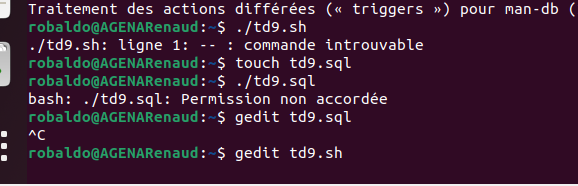 Traitement des actions différées (« triggers ») pour man-db (
robaldo@AGENARenaud:~$ ./td9.sh
./td9.sh: ligne 1: -- : commande introuvable
robaldo@AGENARenaud:~$ touch td9.sql
robaldo@AGENARenaud:~$ ./td9.sql
bash: ./td9.sql: Permission non accordée
robaldo@AGENARenaud:~$ gedit td9.sql
^C
robaldo@AGENARenaud:~$ gedit td9.sh